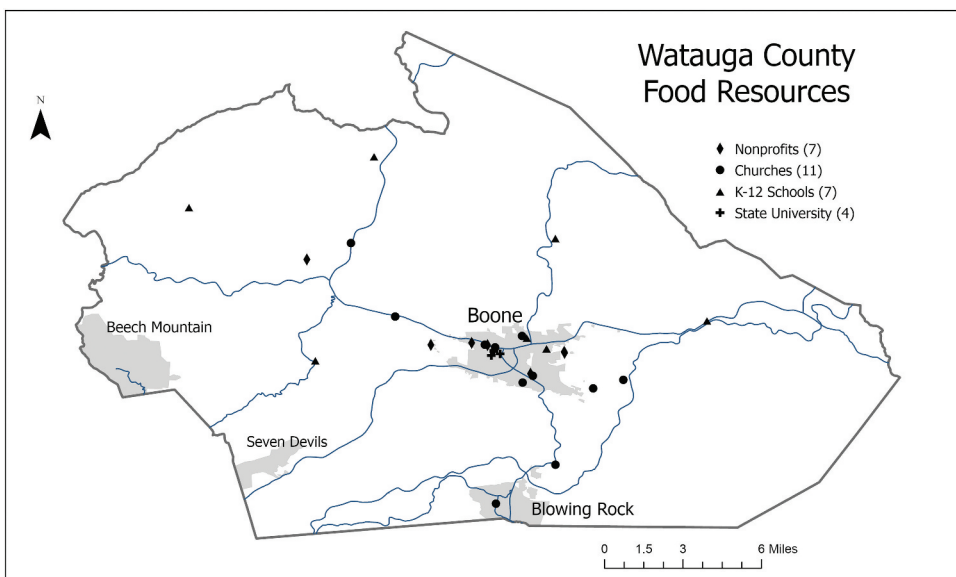 Watauga County
Food Resources
N
Nonprofits (7)
Churches (11)
K-12 Schools (7)
State University (4)
Boone
Beech Mountain
Seven Devils
Blowing Rock
0 1.5 3 6 Miles